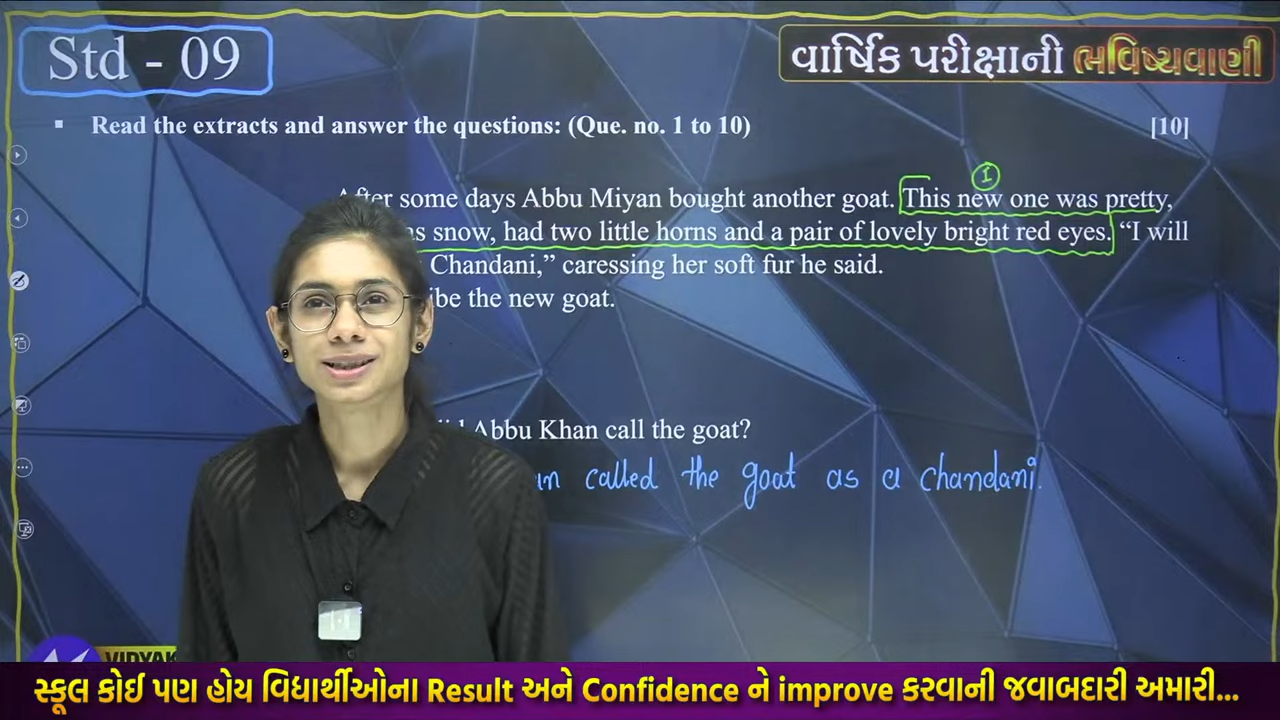 Std - 09
વાર્ષિક પરીક્ષાની ભવિષ્યવાણી
▪ Read the extracts and answer the questions: (Que. no. 1 to 10) [10]
1
After some days Abbu Miyan bought another goat. This new one was pretty,
as snow, had two little horns and a pair of lovely bright red eyes. “I will
Chandani,” caressing her soft fur he said.
the new goat.
Abbu Khan call the goat?
called the goat as a chandani.
સ્કૂલ કોઈ પણ હોય વિદ્યાર્થીઓના Result અને Confidence ને improve કરવાની જવાબદારી અમારી...